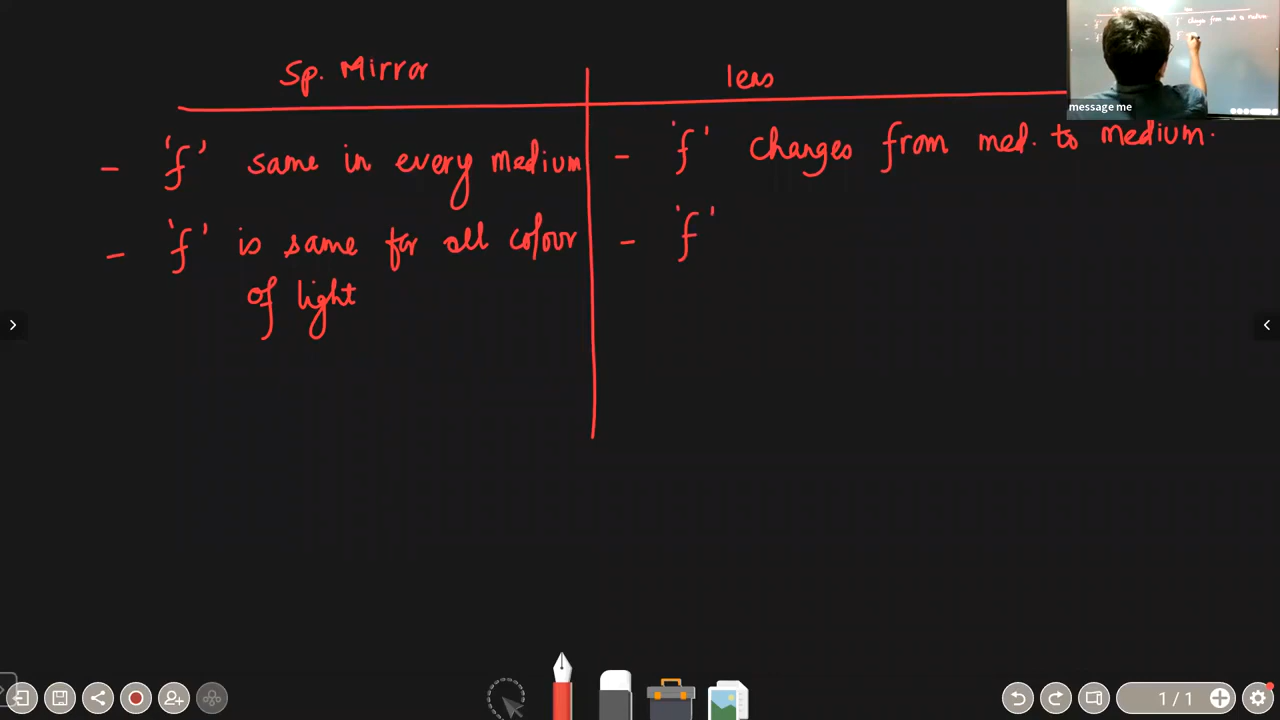 Sp. Mirror
lens
- 'f' same in every medium
- 'f' changes from med. to medium.
- 'f' is same for all colour
of light
- 'f'
message me
1/1